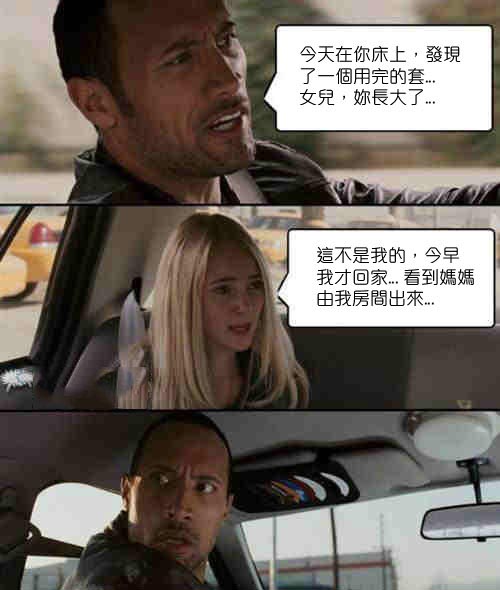 今天在你床上，發現
了一個用完的套...
女兒，妳長大了...
這不是我的，今早
我才回家... 看到媽媽
由我房間出來...